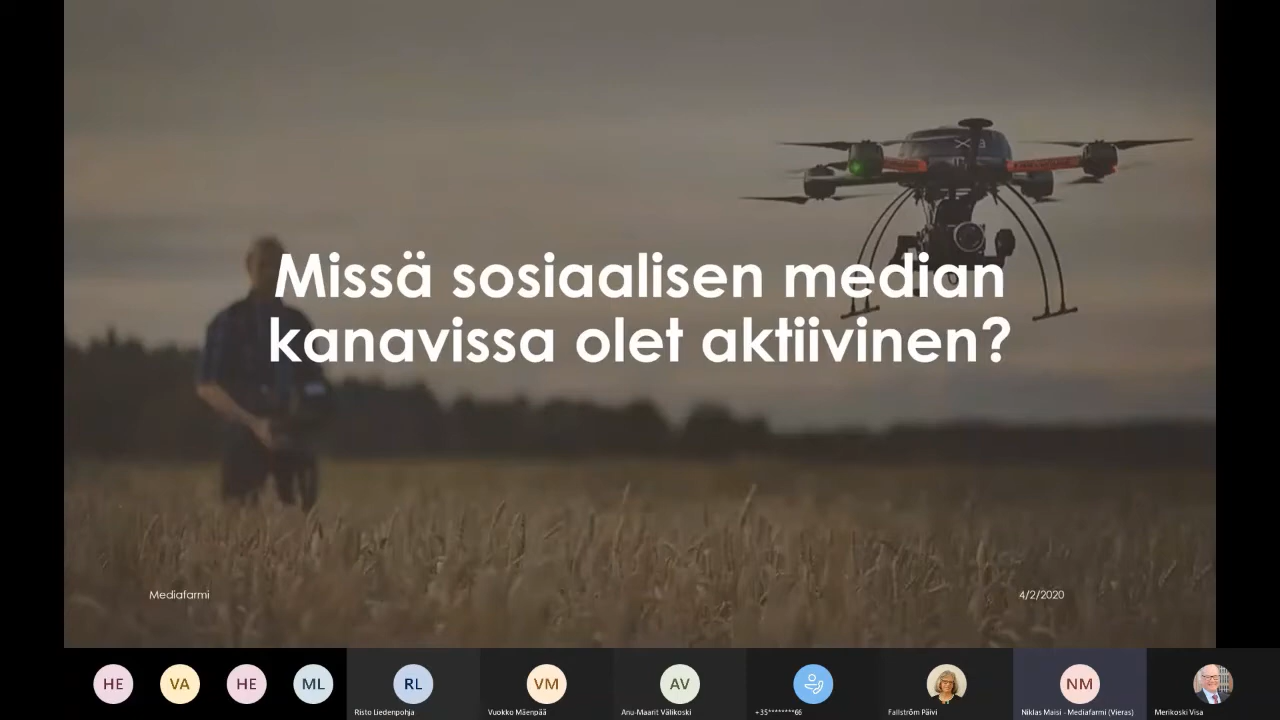 Missä sosiaalisen median
kanavissa olet aktiivinen?
Mediafarmi
4/2/2020
HE
VA
HE
ML
RL
VM
AV
NM
Risto Liedenpohja
Vuokko Mäenpää
Anu-Maarit Välikoski
+35********66
Fallström Päivi
Niklas Maisi - Mediafarmi (Vieras)
Merikoski Visa